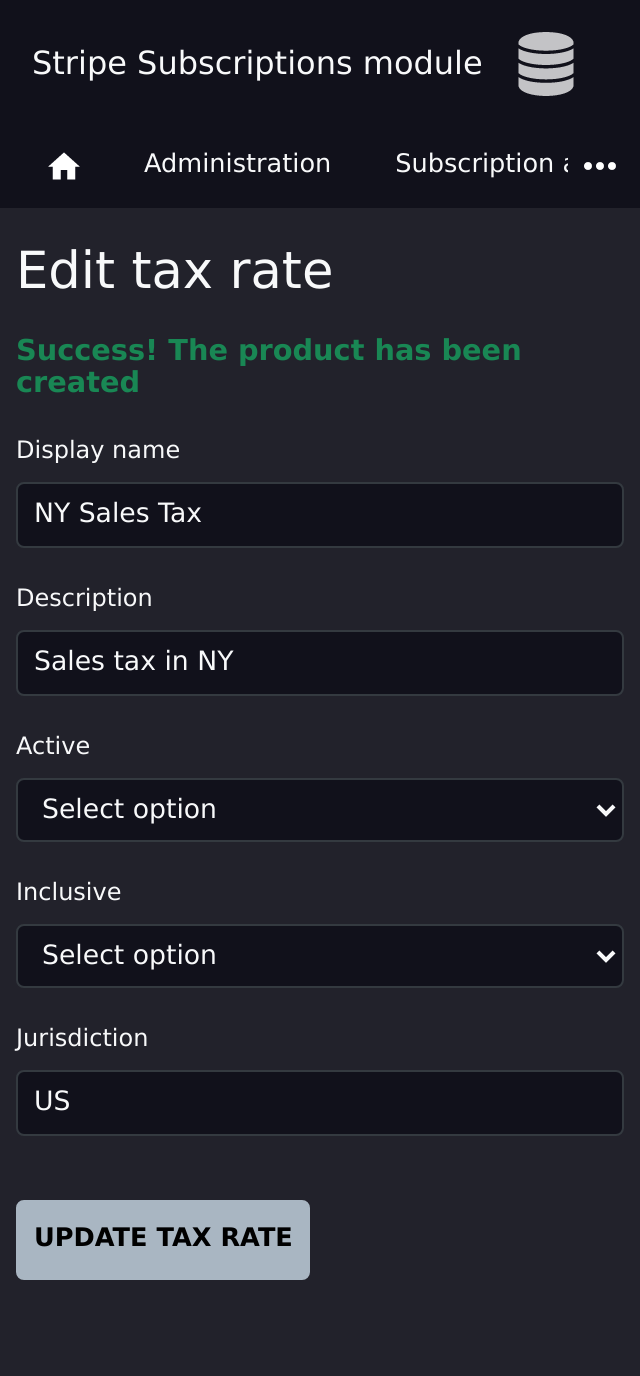 Stripe Subscriptions module
Administration
Subscription
Edit tax rate
Success! The product has been
created
Display name
NY Sales Tax
Description
Sales tax in NY
Active
Select option
Inclusive
Select option
Jurisdiction
US
UPDATE TAX RATE